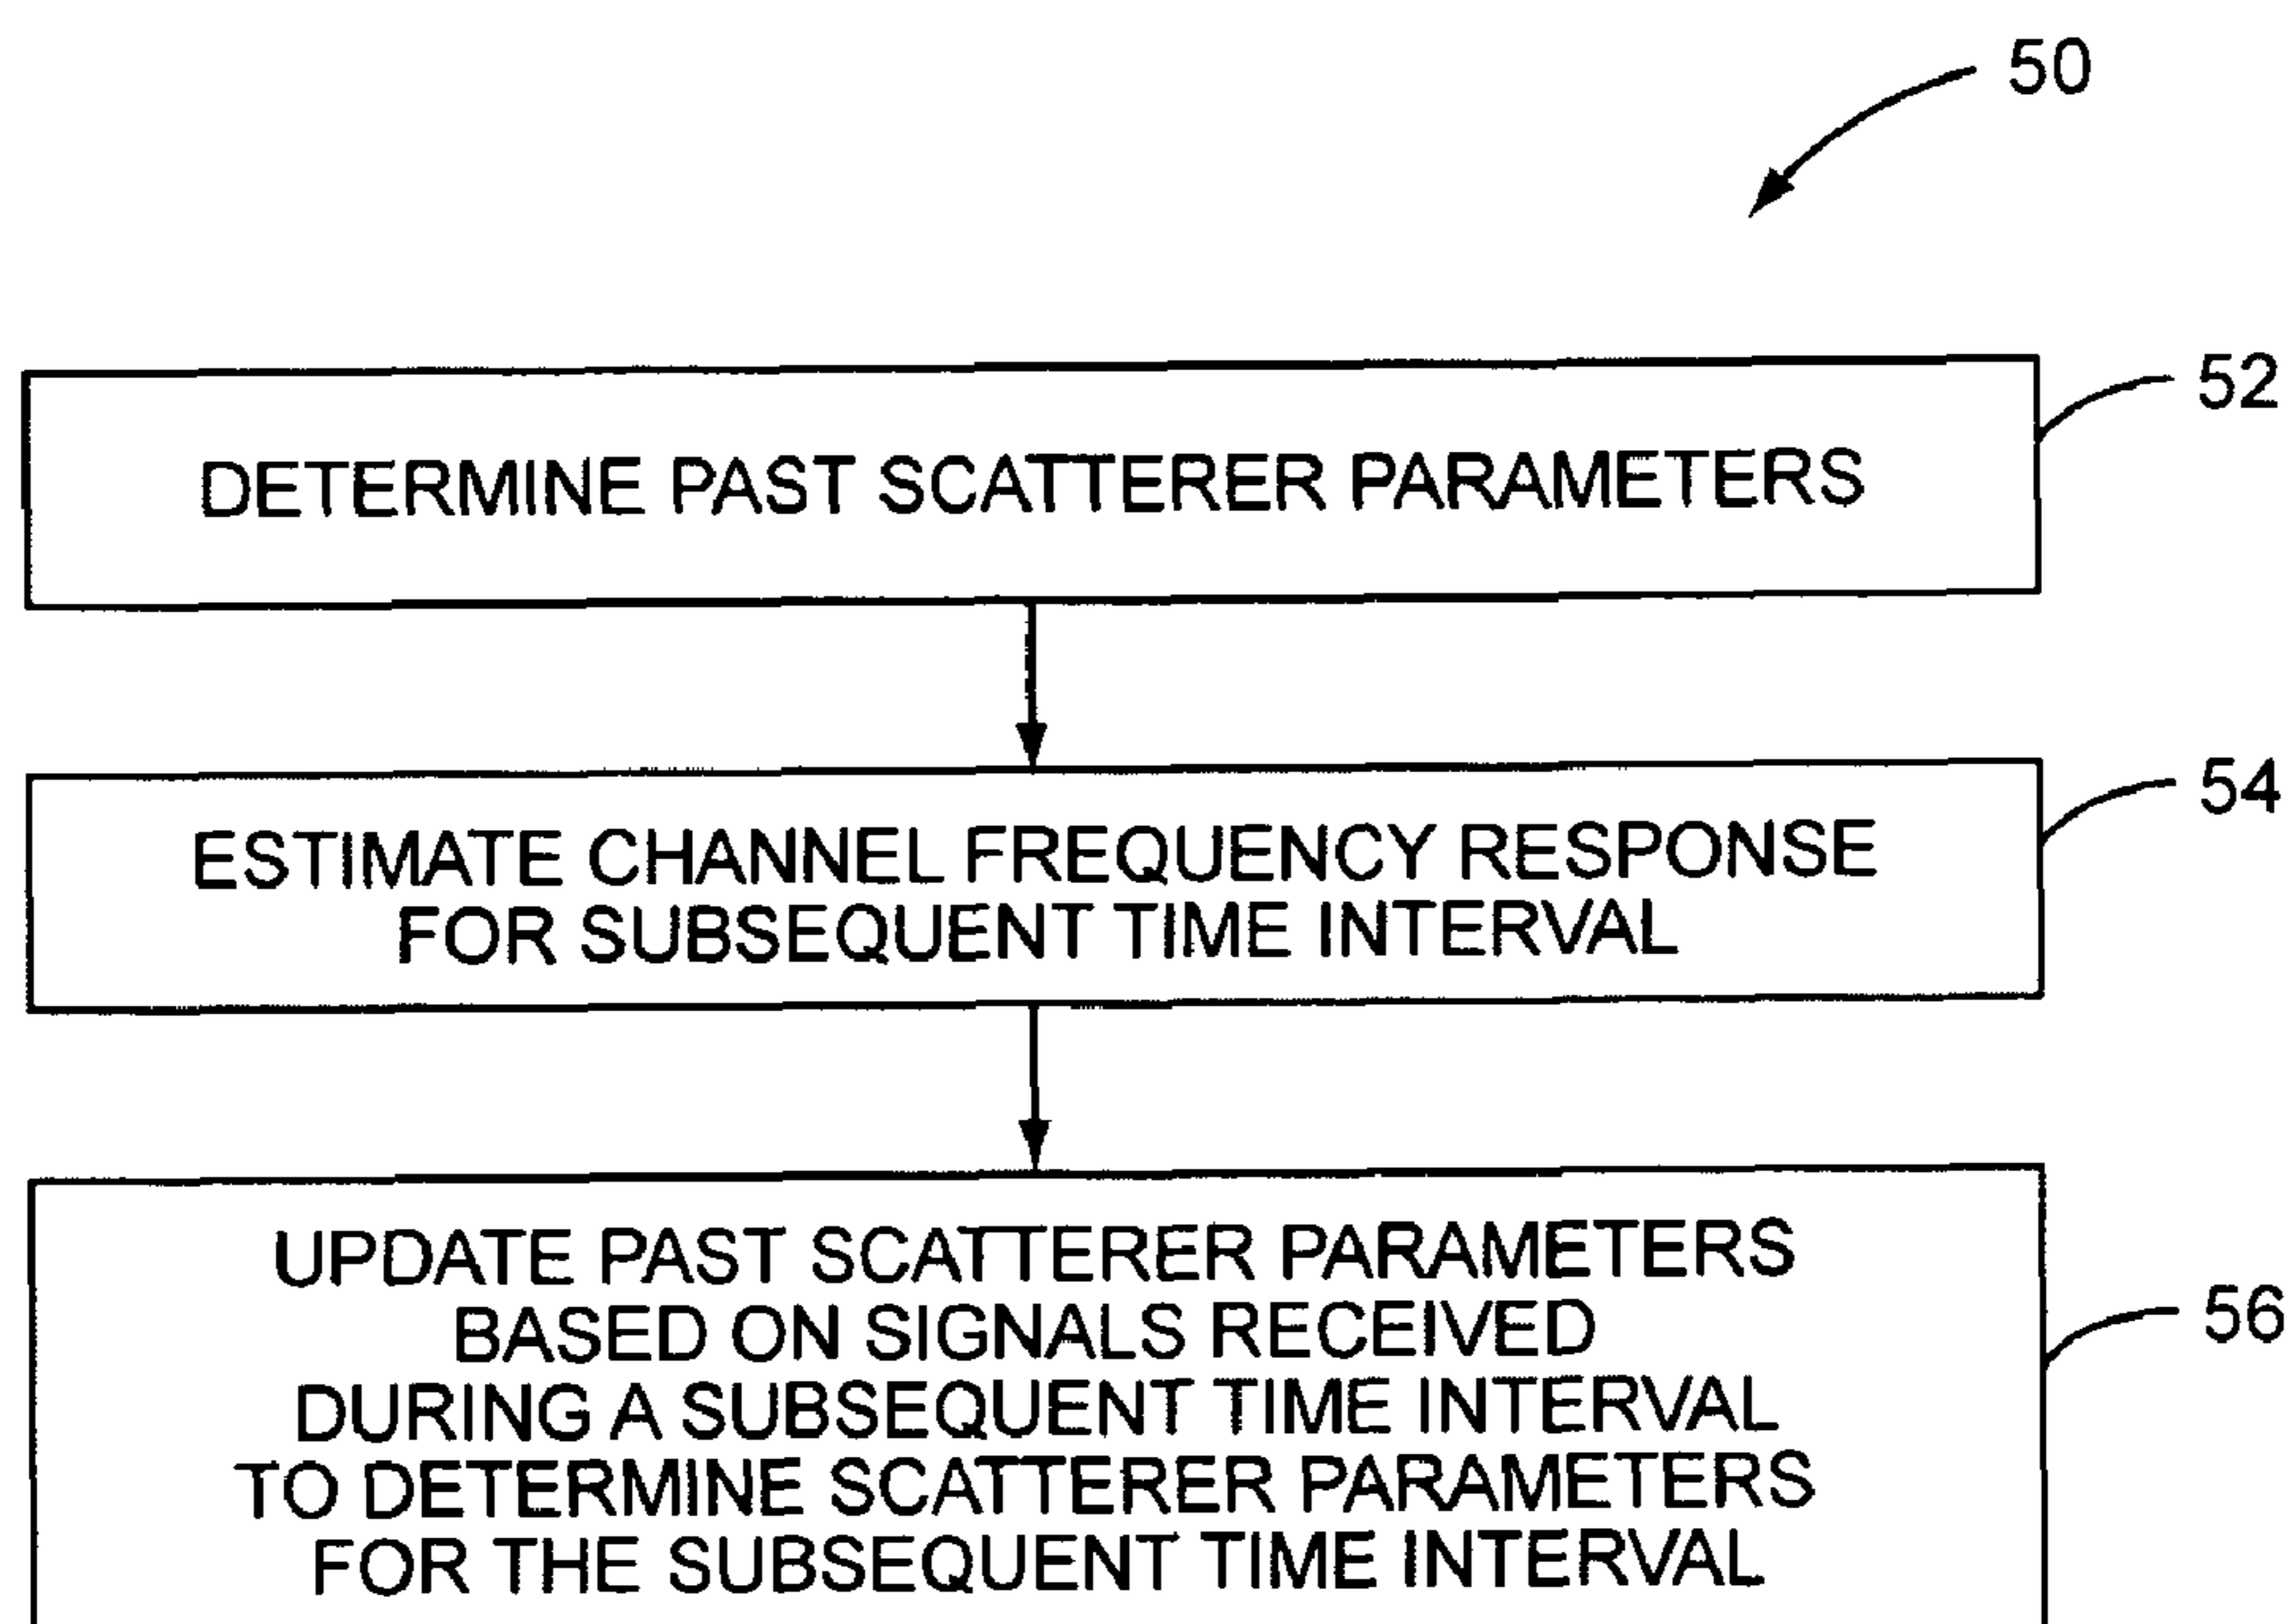 50
52
DETERMINE PAST SCATTERER PARAMETERS
54
ESTIMATE CHANNEL FREQUENCY RESPONSE
FOR SUBSEQUENT TIME INTERVAL
56
UPDATE PAST SCATTERER PARAMETERS
BASED ON SIGNALS RECEIVED
DURING A SUBSEQUENT TIME INTERVAL
TO DETERMINE SCATTERER PARAMETERS
FOR THE SUBSEQUENT TIME INTERVAL